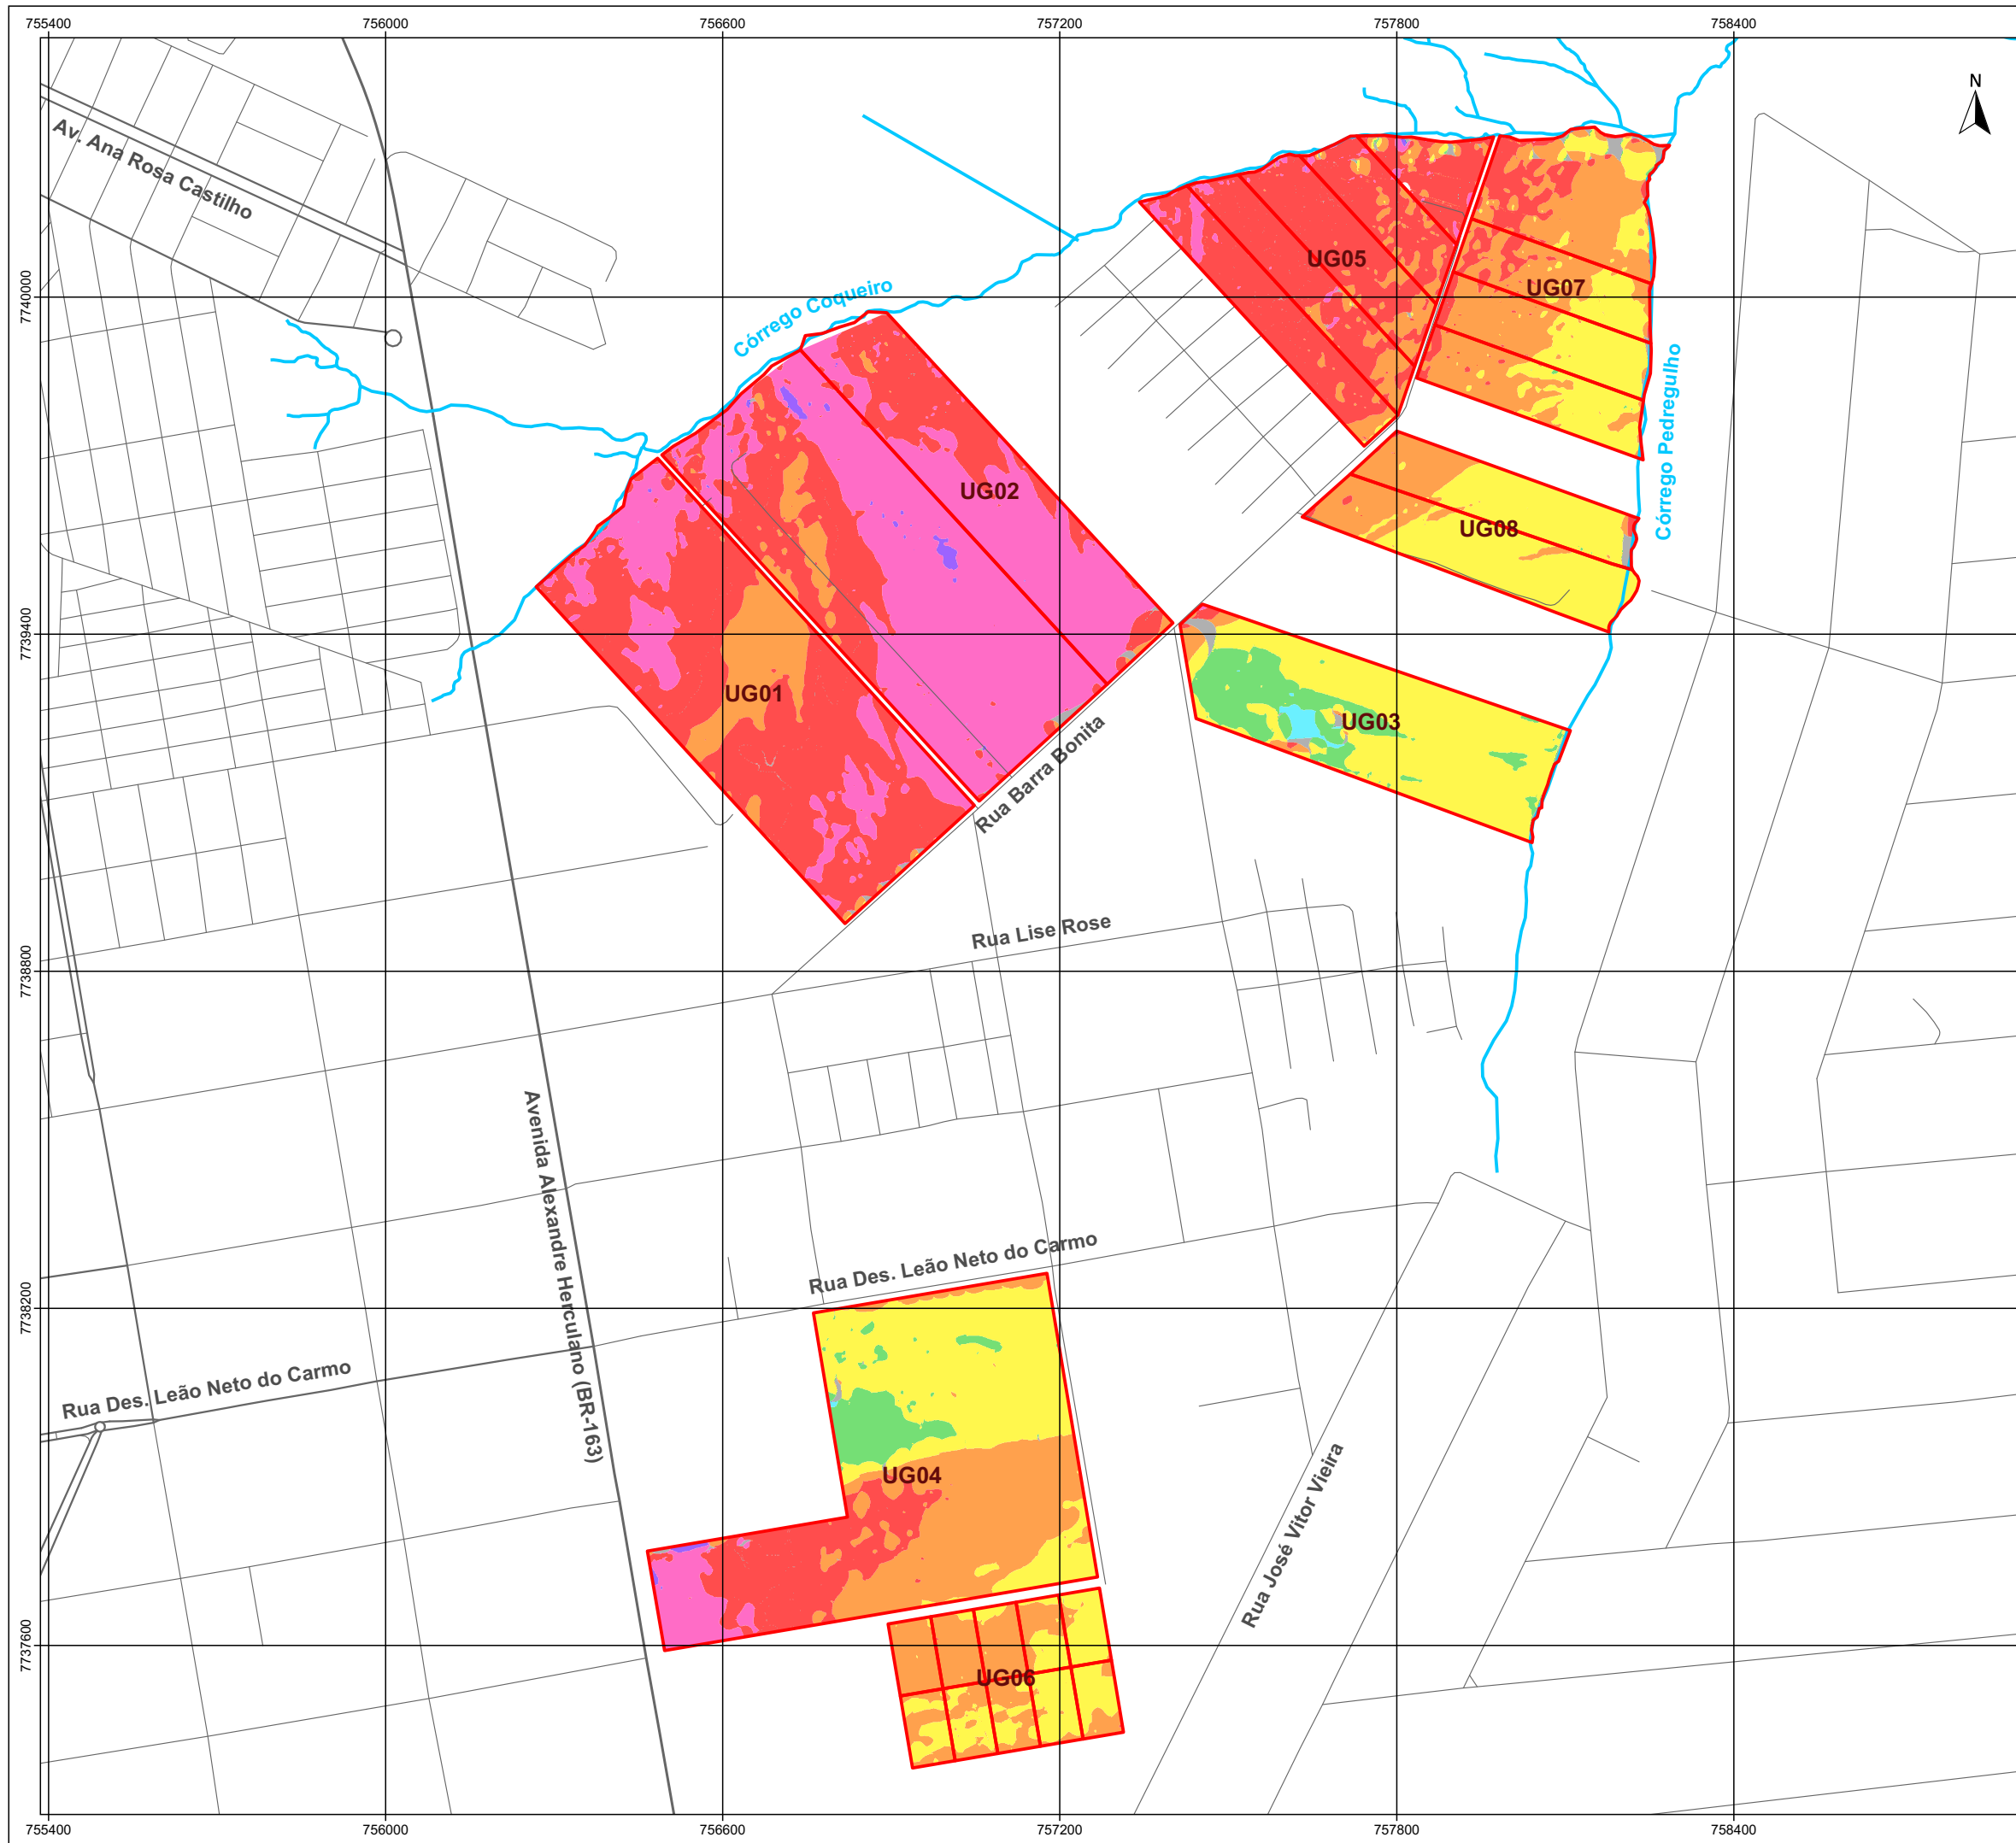 755400
756000
756600
757200
757800
758400
N
Av. Ana Rosa Castilho
7740000
Córrego Coqueiro
UG05
UG07
Córrego Pedregulho
UG02
UG08
7739400
UG01
UG03
Rua Barra Bonita
Rua Lise Rose
7738800
Avenida Alexandre Herculano (BR-163)
Rua Des. Leão Neto do Carmo
7738200
Rua Des. Leão Neto do Carmo
UG04
Rua José Vitor Vieira
7737600
UG06
755400
756000
756600
757200
757800
758400